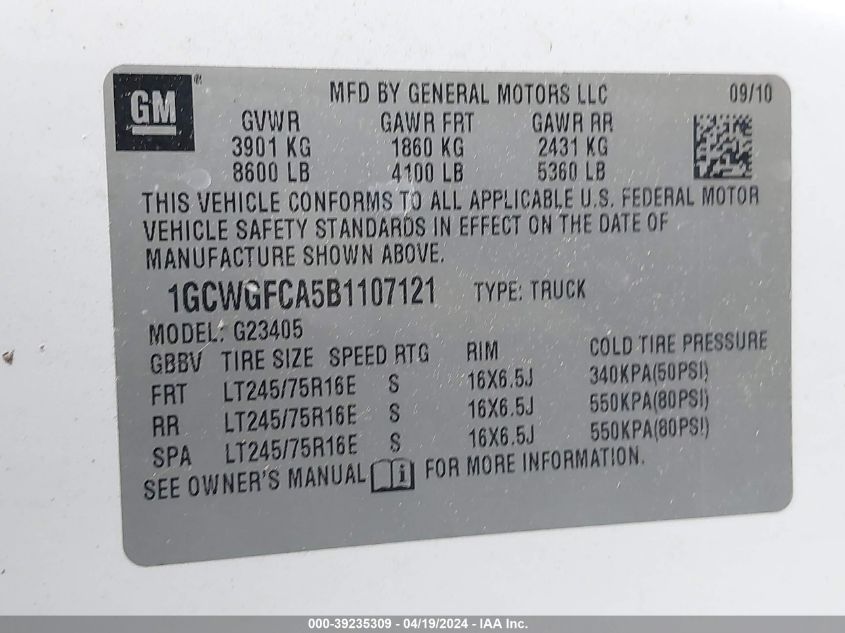 GM ®
MFD BY GENERAL MOTORS LLC 09/10
GVWR GAWR FRT GAWR RR
3901 KG 1860 KG 2431 KG
8600 LB 4100 LB 5360 LB
THIS VEHICLE CONFORMS TO ALL APPLICABLE U.S. FEDERAL MOTOR
VEHICLE SAFETY STANDARDS IN EFFECT ON THE DATE OF
MANUFACTURE SHOWN ABOVE.
1GCWGFCA5B1107121 TYPE: TRUCK
MODEL: G23405
GBBV TIRE SIZE SPEED RTG RIM COLD TIRE PRESSURE
FRT LT245/75R16E S 16X6.5J 340KPA(50PSI)
RR LT245/75R16E S 16X6.5J 550KPA(80PSI)
SPA LT245/75R16E S 16X6.5J 550KPA(80PSI)
SEE OWNER'S MANUAL i FOR MORE INFORMATION.
000-39235309 - 04/19/2024 - IAA Inc.